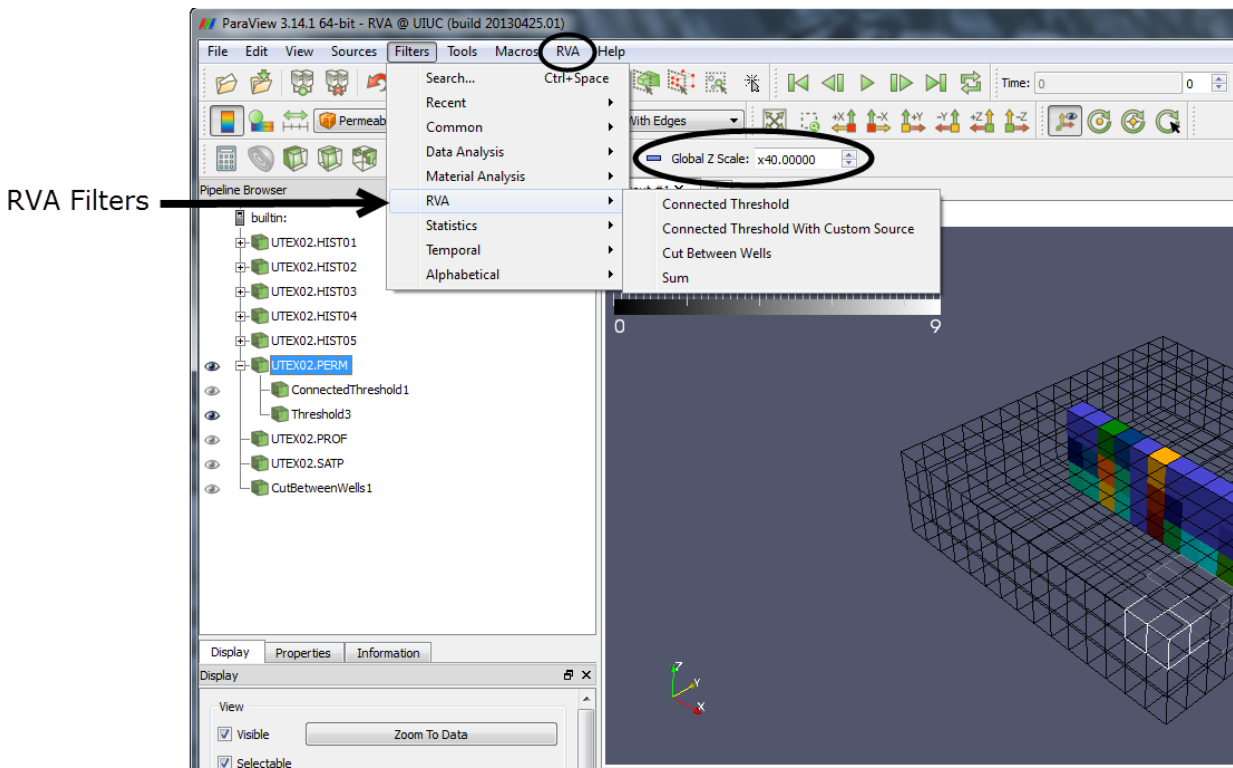 ParaView 3.14.1 64-bit - RVA @ UIUC (build 20130425.01)
File Edit View Sources Filters Tools Macros RVA Help
Search... Ctrl+Space
Time: 0 0
Recent
Permeab
Common
With Edges
+X -X +Y -Y +Z -Z
Data Analysis
Global Z Scale: x40.00000
Material Analysis
Pipeline Browser
RVA Filters
RVA
Connected Threshold
builtin:
Statistics
Connected Threshold With Custom Source
UTEX02.HIST01
Temporal
Cut Between Wells
UTEX02.HIST02
Alphabetical
Sum
UTEX02.HIST03
UTEX02.HIST04
0 9
UTEX02.HIST05
UTEX02.PERM
ConnectedThreshold1
Threshold3
UTEX02.PROF
UTEX02.SATP
CutBetweenWells1
Display Properties Information
Display
View
Visible Zoom To Data
Selectable
Z
Y
X